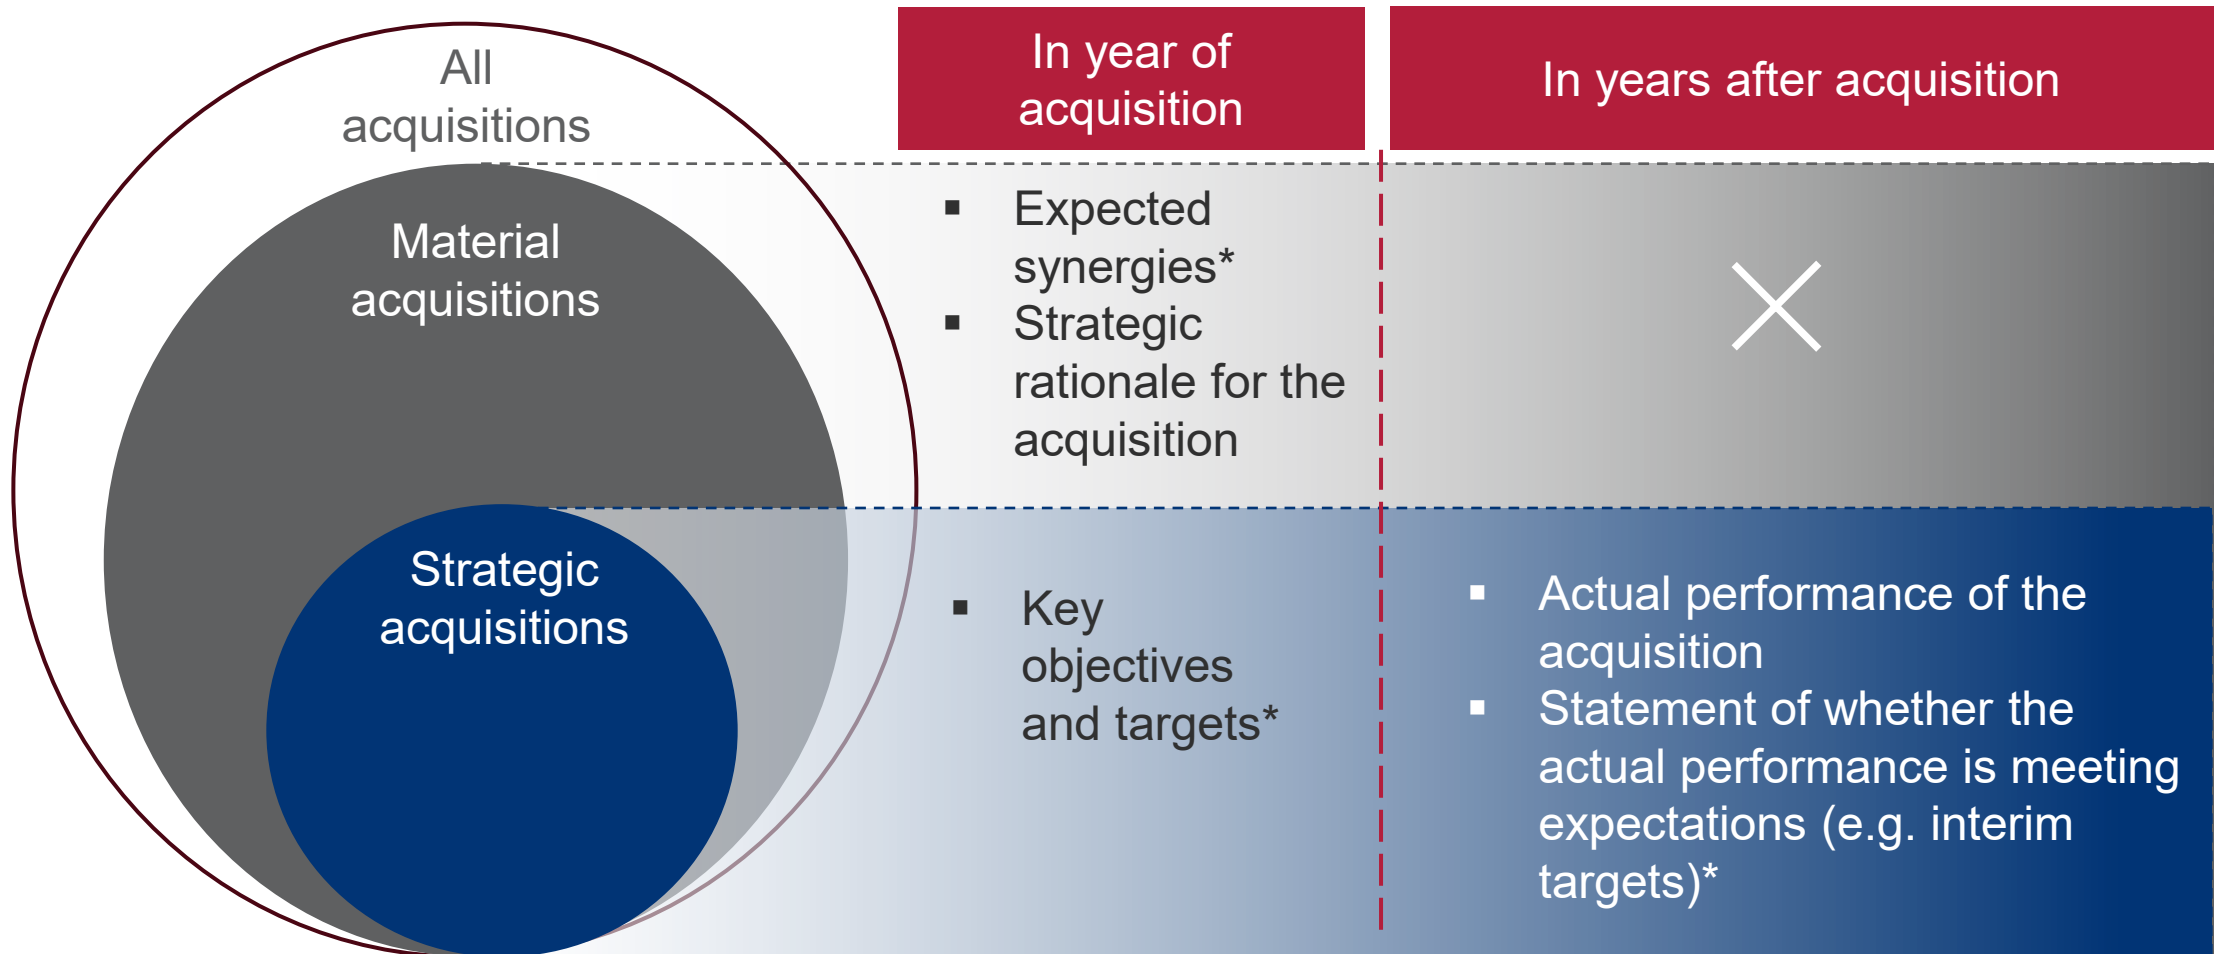 All
acquisitions
Material
acquisitions
Strategic
acquisitions
In year of
acquisition
In years after acquisition
▪ Expected
synergies*
▪ Strategic
rationale for the
acquisition
▪ Key
objectives
and targets*
▪ Actual performance of the
acquisition
▪ Statement of whether the
actual performance is meeting
expectations (e.g. interim
targets)*